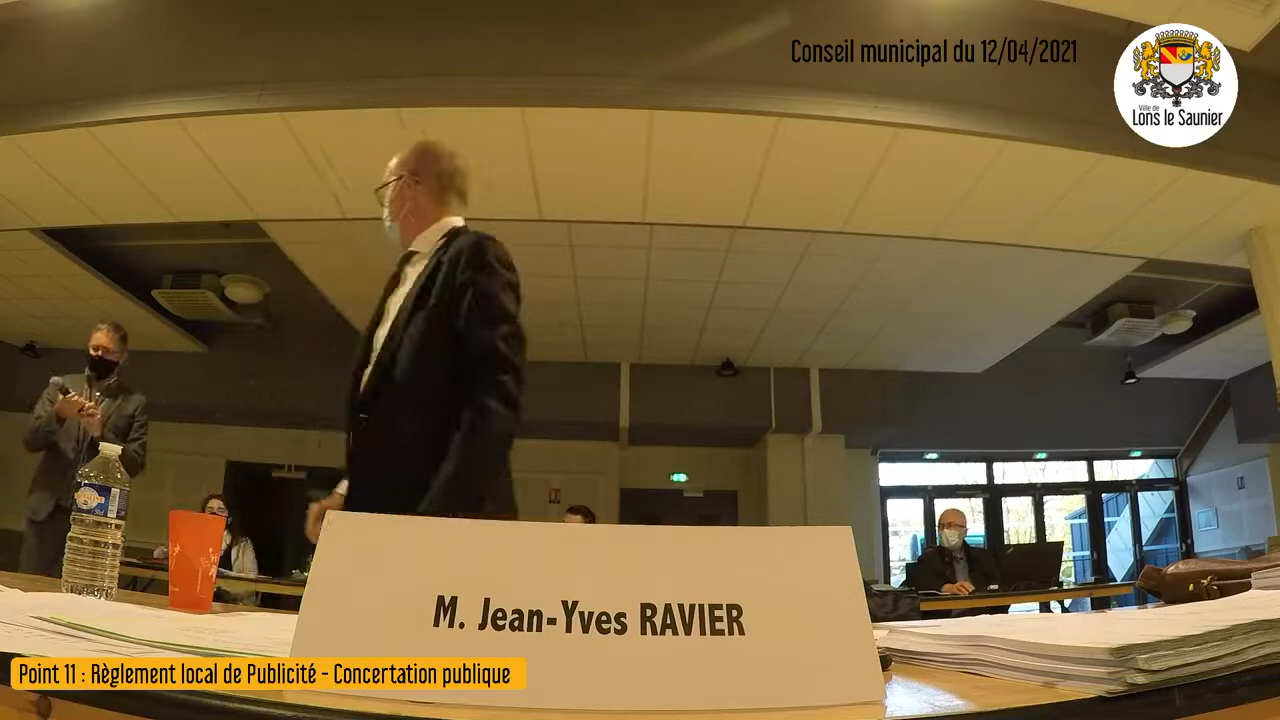 Conseil municipal du 12/04/2021
Ville de
Lons le Saunier
M. Jean-Yves RAVIER
Point 11 : Règlement local de Publicité - Concertation publique